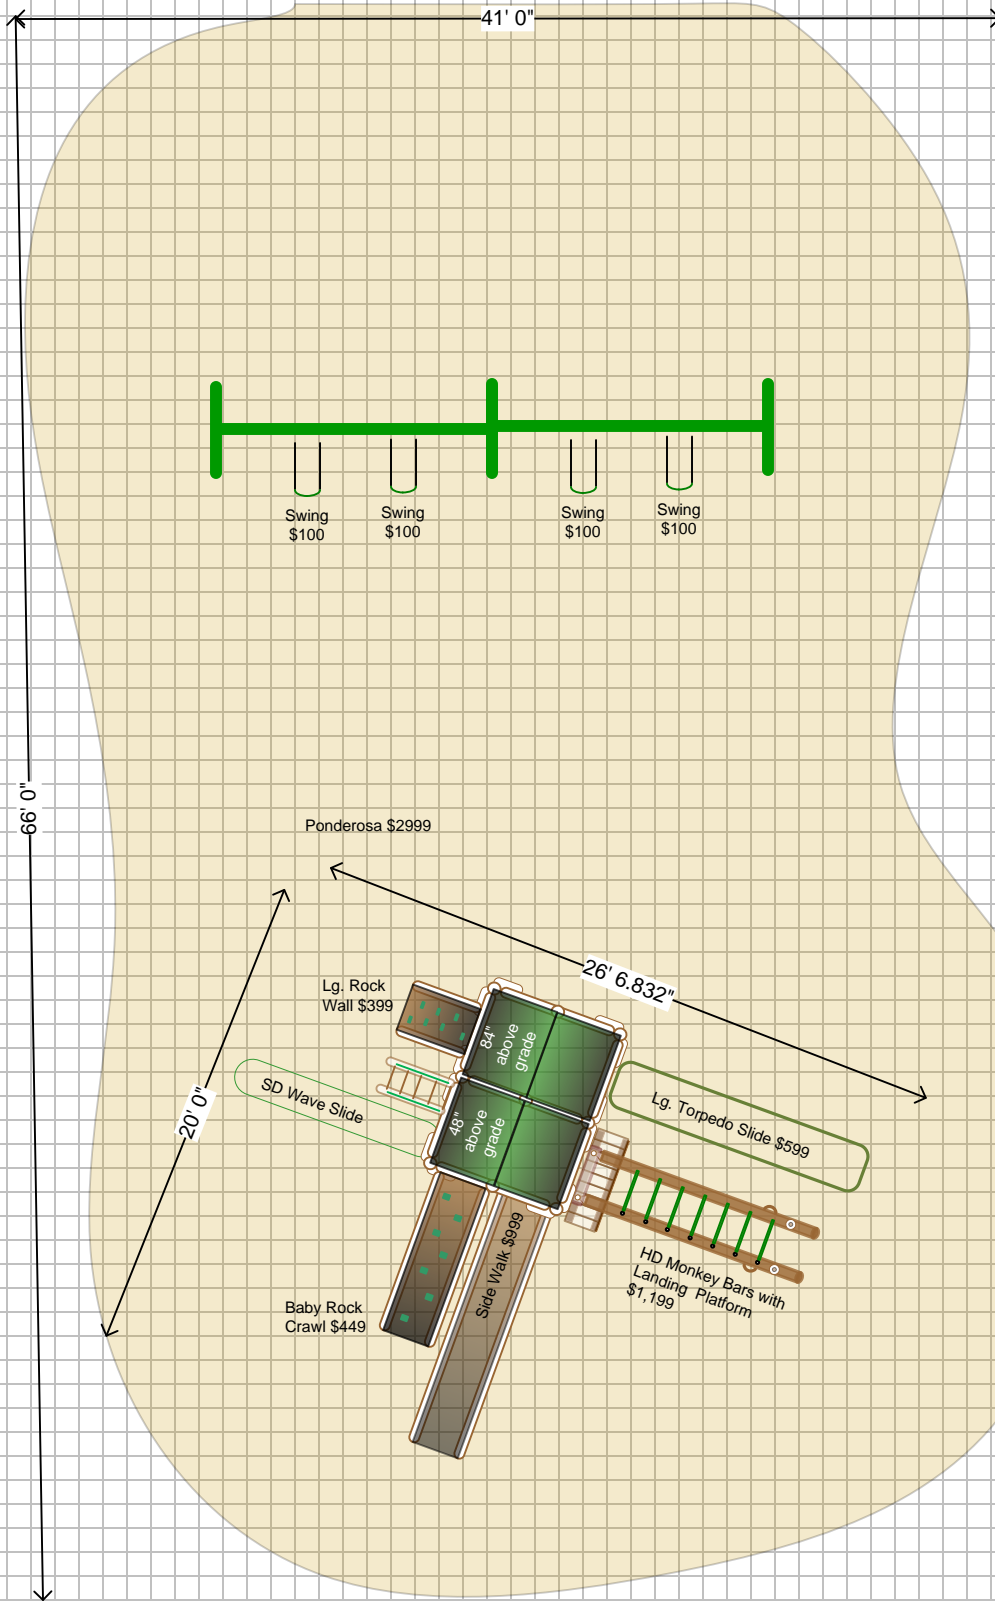 41' 0"
Swing
$100
Swing
$100
Swing
$100
Swing
$100
66' 0"
Ponderosa $2999
26' 6.832"
Lg. Rock
Wall $399
84"
above
grade
SD Wave Slide
Lg. Torpedo Slide $599
20' 0"
48"
above
grade
Side Walk $999
HD Monkey Bars with
Landing Platform
$1,199
Baby Rock
Crawl $449